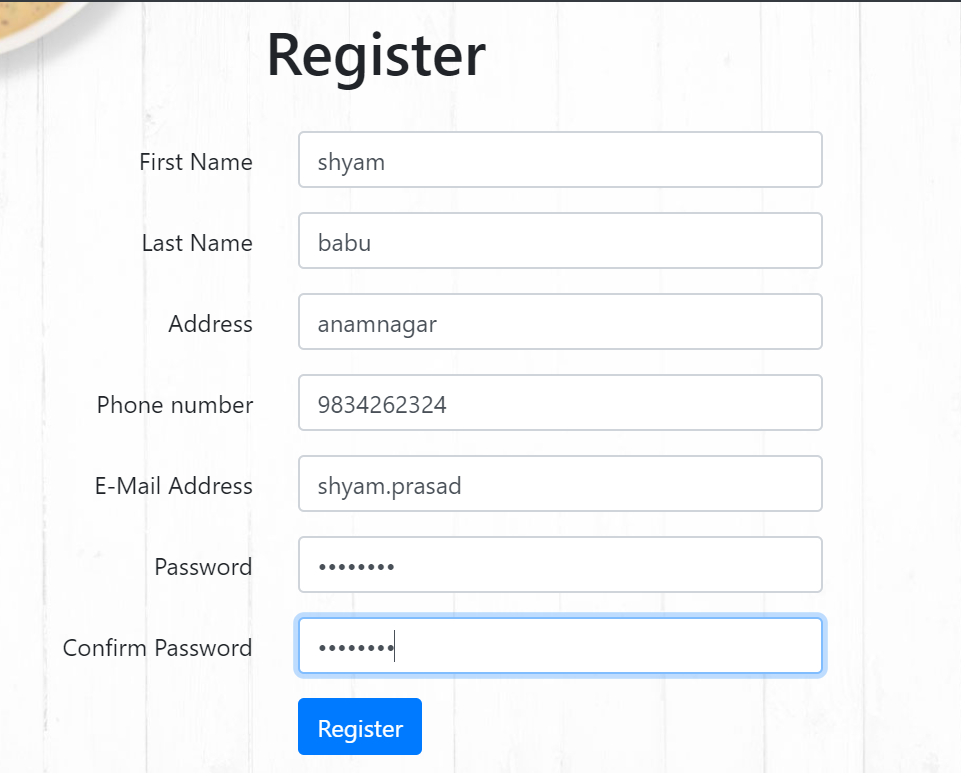 Register
First Name shyam
Last Name babu
Address anamnagar
Phone number 9834262324
E-Mail Address shyam.prasad
Password ••••••••
Confirm Password ••••••••
Register